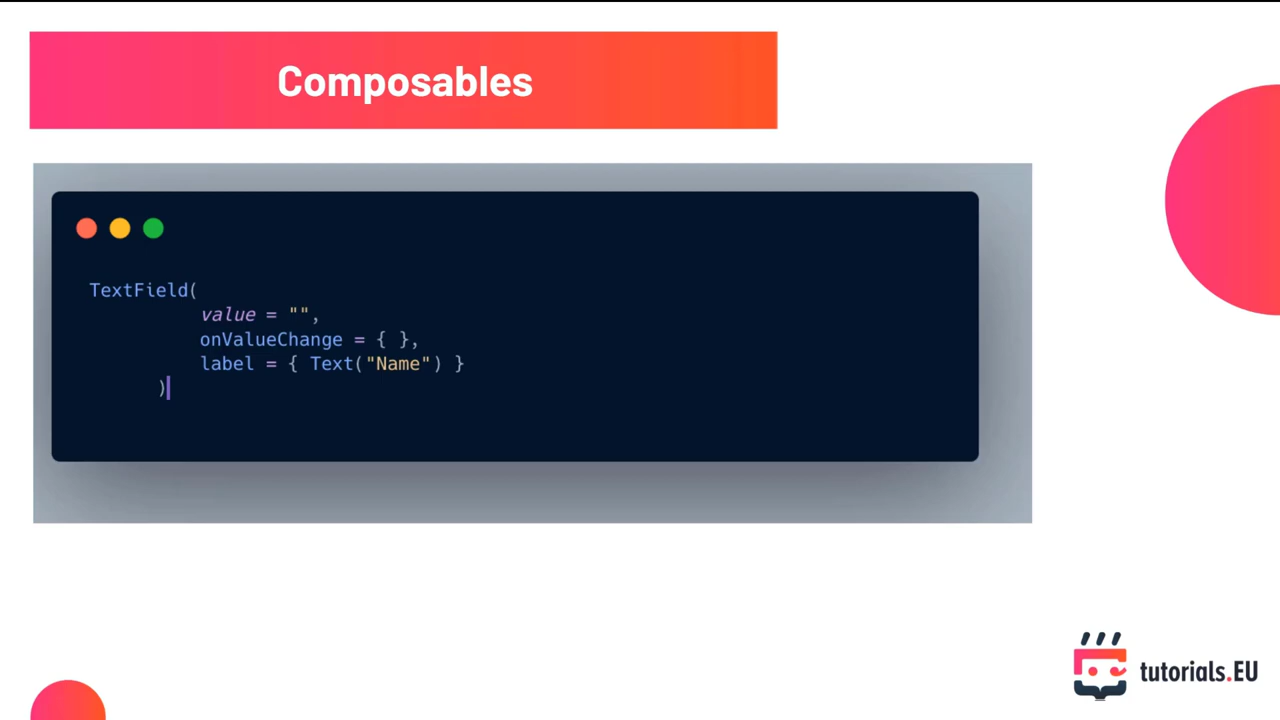 Composables
TextField(
value = "",
onValueChange = { },
label = { Text("Name") }
)
tutorials.EU